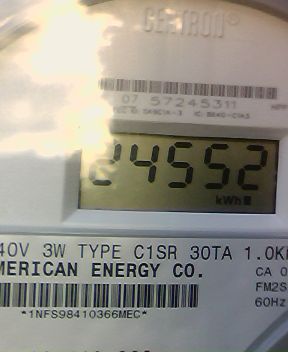 CENTRON®
07 57245311
24552
kWh
40V 3W TYPE C1SR 30TA 1.0K
MERICAN ENERGY CO.
CA 0
FM2S
60Hz
*1NFS98410366MEC*